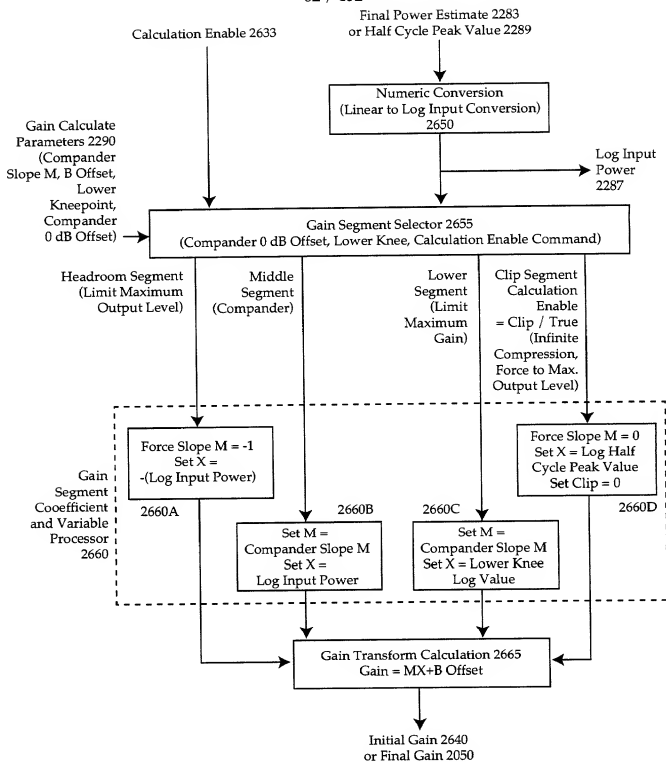 Calculation Enable 2633
Final Power Estimate 2283
or Half Cycle Peak Value 2289
Numeric Conversion
(Linear to Log Input Conversion)
2650
Gain Calculate
Parameters 2290
(Compander
Slope M, B Offset,
Lower
Kneepoint,
Compander
0 dB Offset)
Log Input
Power
2287
Gain Segment Selector 2655
(Compander 0 dB Offset, Lower Knee, Calculation Enable Command)
Headroom Segment
(Limit Maximum
Output Level)
Middle
Segment
(Compander)
Lower
Segment
(Limit
Maximum
Gain)
Clip Segment
Calculation
Enable
= Clip / True
(Infinite
Compression,
Force to Max.
Output Level)
Gain
Segment
Cooefficient
and Variable
Processor
2660
Force Slope M = -1
Set X =
-(Log Input Power)
2660A
2660B
Set M =
Compander Slope M
Set X =
Log Input Power
2660C
Set M =
Compander Slope M
Set X = Lower Knee
Log Value
Force Slope M = 0
Set X = Log Half
Cycle Peak Value
Set Clip = 0
2660D
Gain Transform Calculation 2665
Gain = MX+B Offset
Initial Gain 2640
or Final Gain 2050